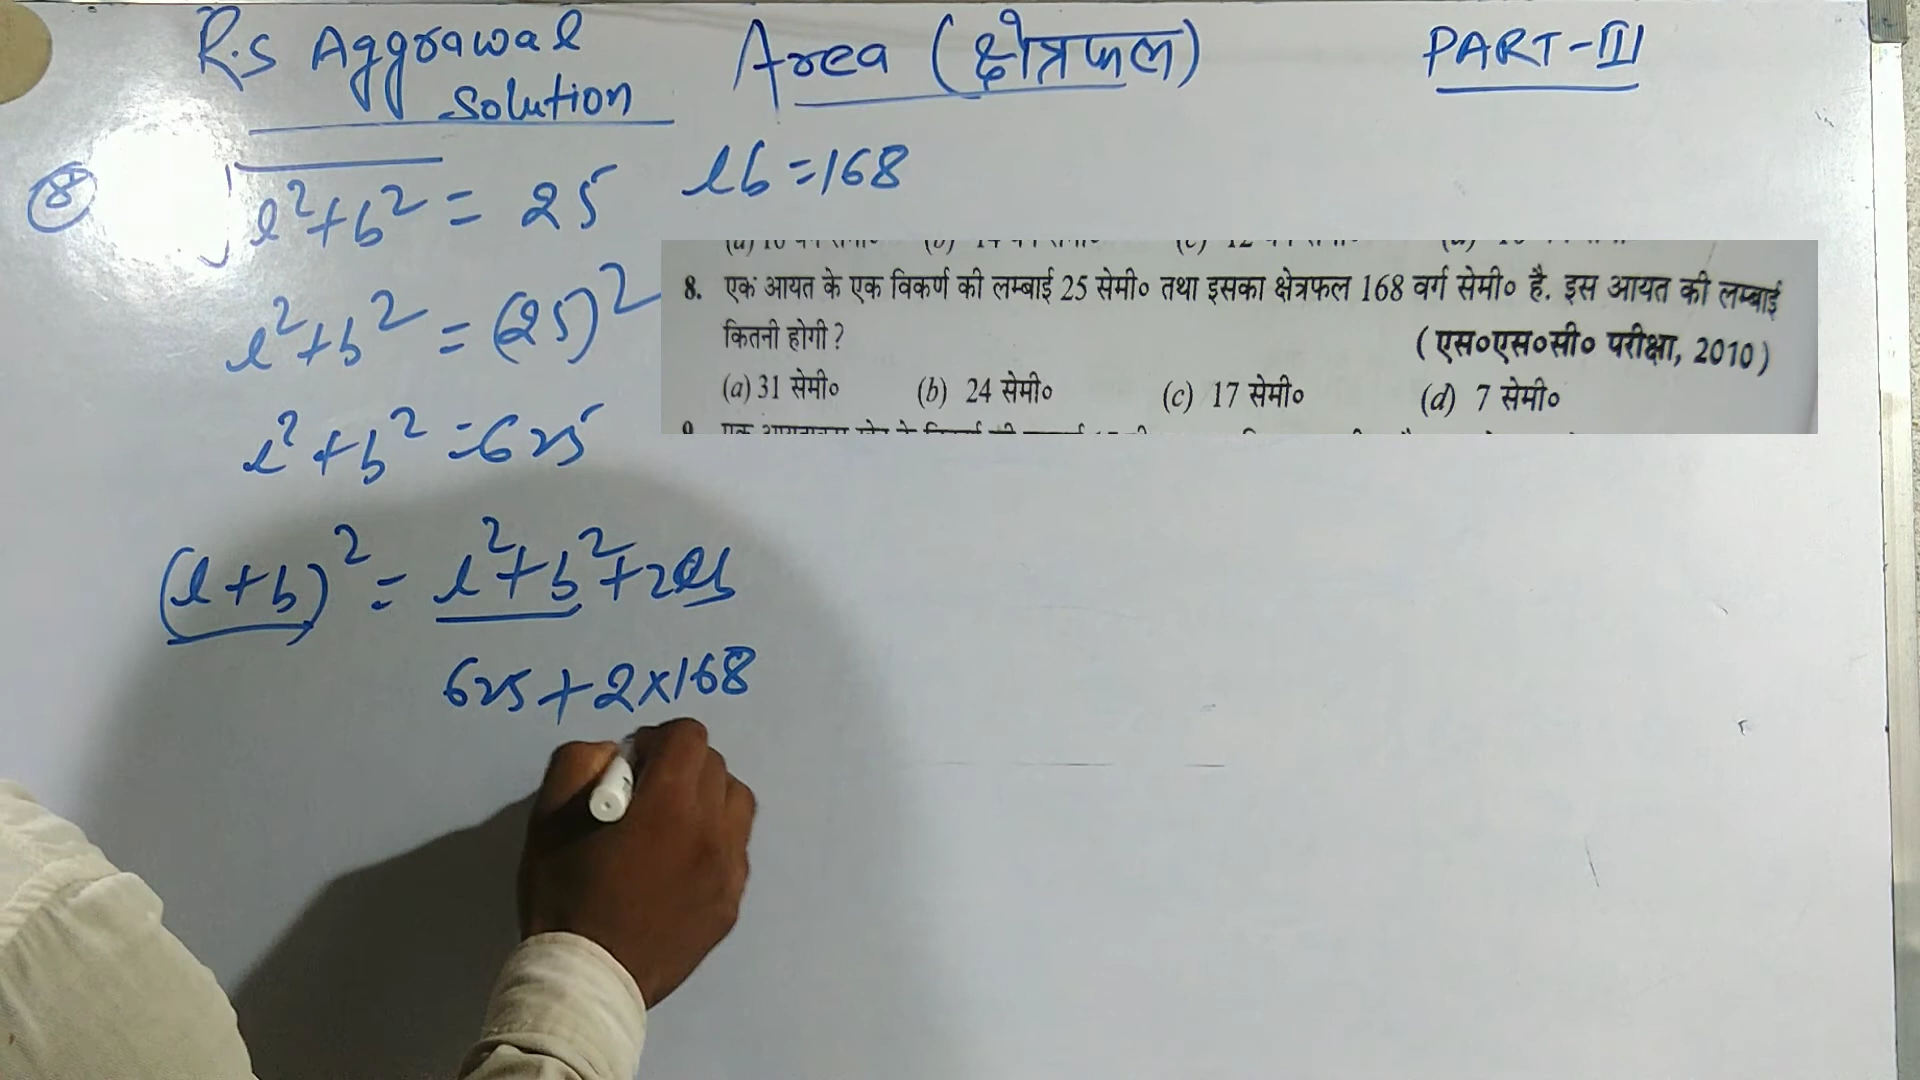 R.S Aggrawal
Solution
Area (क्षेत्रफल)
PART-III
8
√l²+b² = 25
lb = 168
l²+b² = (25)²
l²+b² = 625
(l+b)² = l²+b²+2lb
625+2×168
8. एक आयत के एक विकर्ण की लम्बाई 25 सेमी० तथा इसका क्षेत्रफल 168 वर्ग सेमी० है. इस आयत की लम्बाई
कितनी होगी ?
(एस०एस०सी० परीक्षा, 2010)
(a) 31 सेमी० (b) 24 सेमी० (c) 17 सेमी० (d) 7 सेमी०